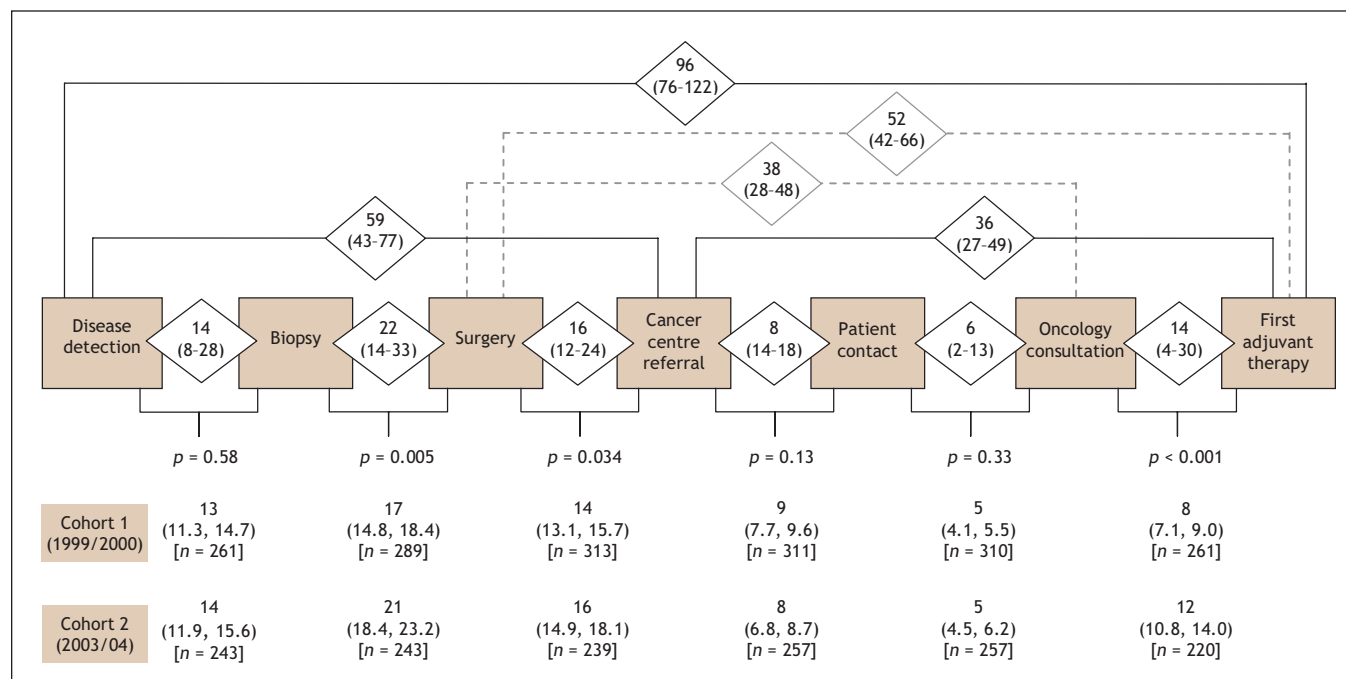 96
(76–122)
52
(42–66)
38
(28–48)
59
(43–77)
36
(27–49)
Disease
detection
14
(8–28)
Biopsy
22
(14–33)
Surgery
16
(12–24)
Cancer
centre
referral
8
(14–18)
Patient
contact
6
(2–13)
Oncology
consultation
14
(4–30)
First
adjuvant
therapy
p = 0.58
p = 0.005
p = 0.034
p = 0.13
p = 0.33
p < 0.001
Cohort 1
(1999/2000)
13
(11.3, 14.7)
[n = 261]
17
(14.8, 18.4)
[n = 289]
14
(13.1, 15.7)
[n = 313]
9
(7.7, 9.6)
[n = 311]
5
(4.1, 5.5)
[n = 310]
8
(7.1, 9.0)
[n = 261]
Cohort 2
(2003/04)
14
(11.9, 15.6)
[n = 243]
21
(18.4, 23.2)
[n = 243]
16
(14.9, 18.1)
[n = 239]
8
(6.8, 8.7)
[n = 257]
5
(4.5, 6.2)
[n = 257]
12
(10.8, 14.0)
[n = 220]